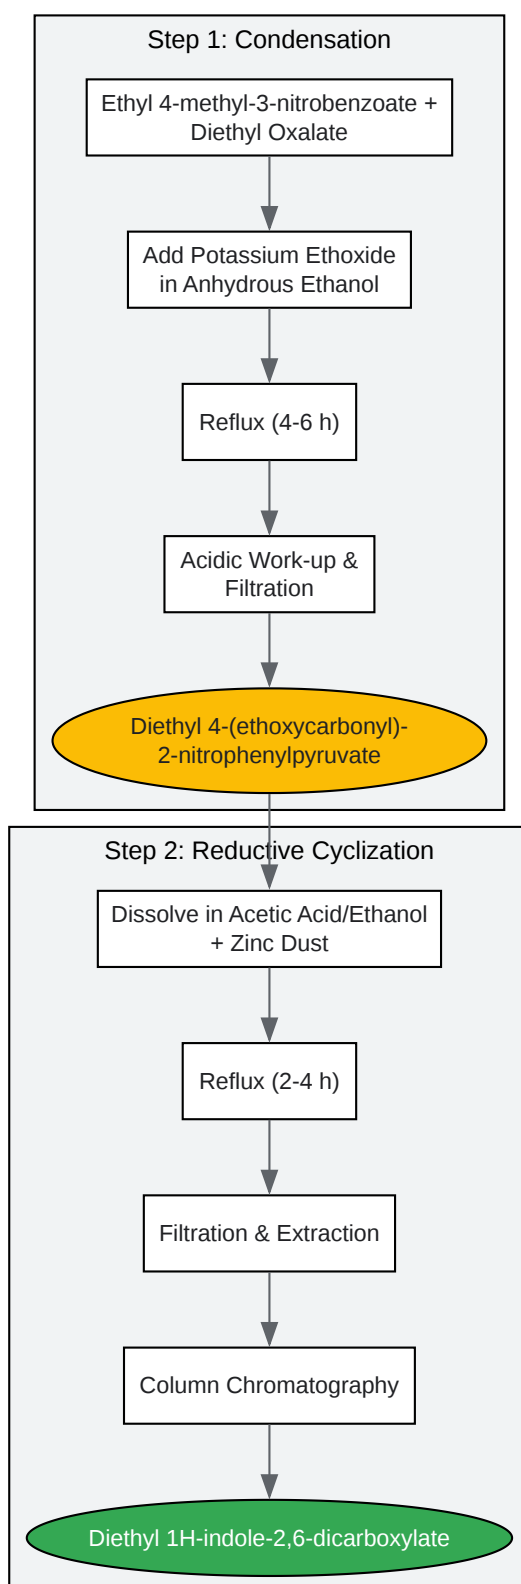 Step 1: Condensation
Ethyl 4-methyl-3-nitrobenzoate +
Diethyl Oxalate
Add Potassium Ethoxide
in Anhydrous Ethanol
Reflux (4-6 h)
Acidic Work-up &
Filtration
Diethyl 4-(ethoxycarbonyl)-
2-nitrophenylpyruvate
Step 2: Reductive Cyclization
Dissolve in Acetic Acid/Ethanol
+ Zinc Dust
Reflux (2-4 h)
Filtration & Extraction
Column Chromatography
Diethyl 1H-indole-2,6-dicarboxylate